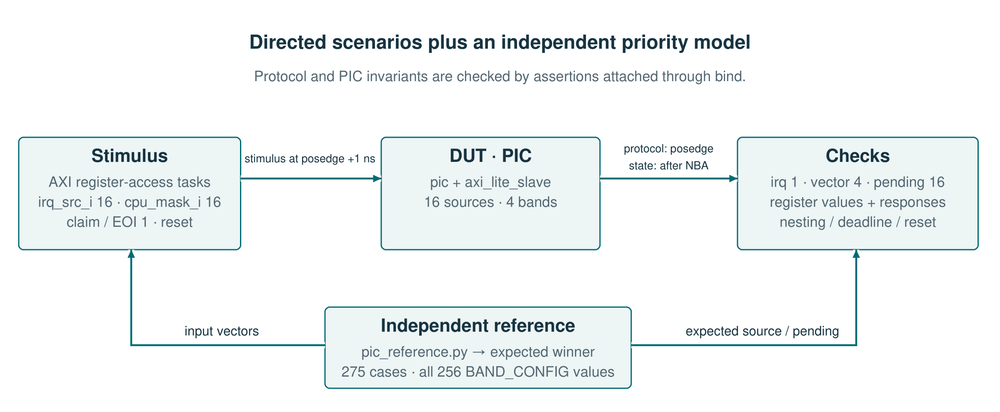 Directed scenarios plus an independent priority model
Protocol and PIC invariants are checked by assertions attached through bind.
Stimulus
AXI register-access tasks
irq_src_i 16 · cpu_mask_i 16
claim / EOI 1 · reset
stimulus at posedge +1 ns
DUT · PIC
pic + axi_lite_slave
16 sources · 4 bands
protocol: posedge
state: after NBA
Checks
irq 1 · vector 4 · pending 16
register values + responses
nesting / deadline / reset
input vectors
Independent reference
pic_reference.py → expected winner
275 cases · all 256 BAND_CONFIG values
expected source / pending